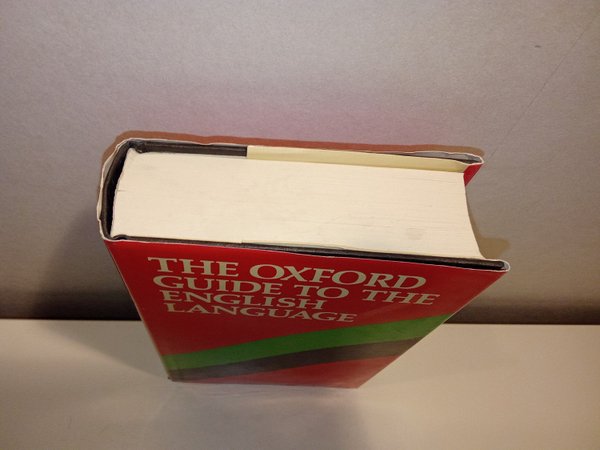 THE OXFORD
GUIDE TO THE
ENGLISH
LANGUAGE